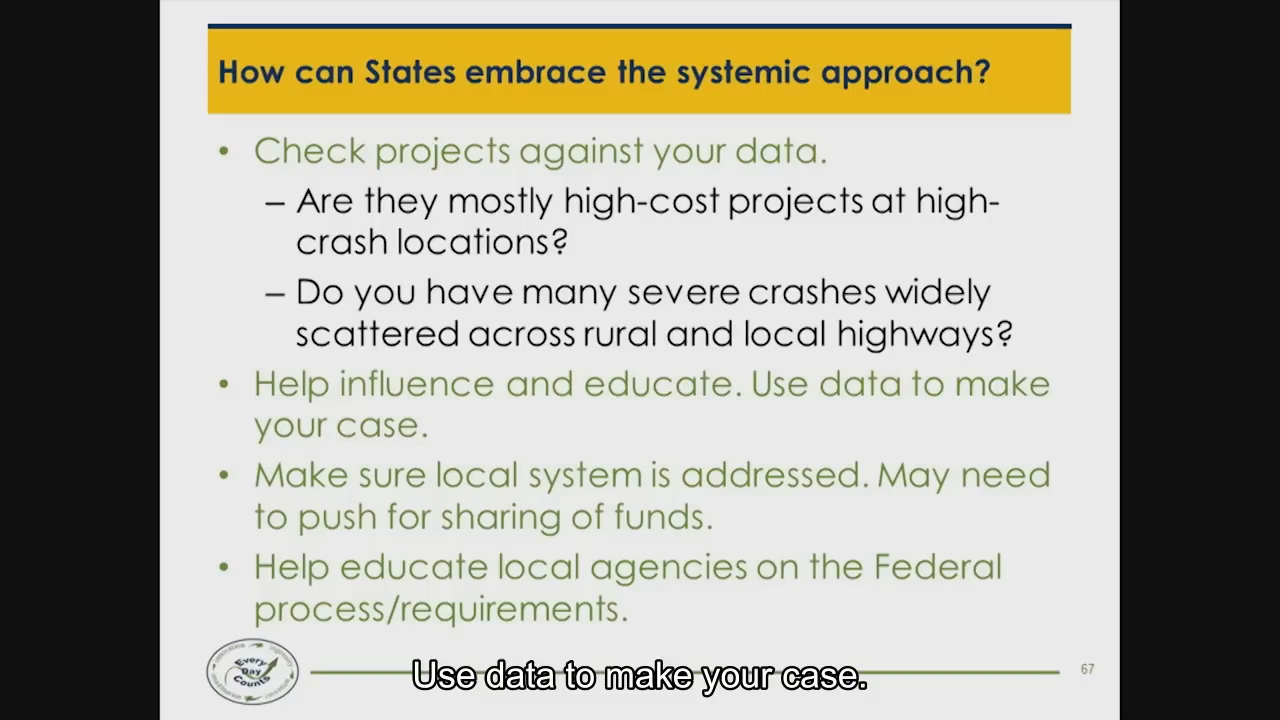 How can States embrace the systemic approach?
• Check projects against your data.
– Are they mostly high-cost projects at high-
crash locations?
– Do you have many severe crashes widely
scattered across rural and local highways?
• Help influence and educate. Use data to make
your case.
• Make sure local system is addressed. May need
to push for sharing of funds.
• Help educate local agencies on the Federal
process/requirements.
Every
Day
Counts
Use data to make your case.
67